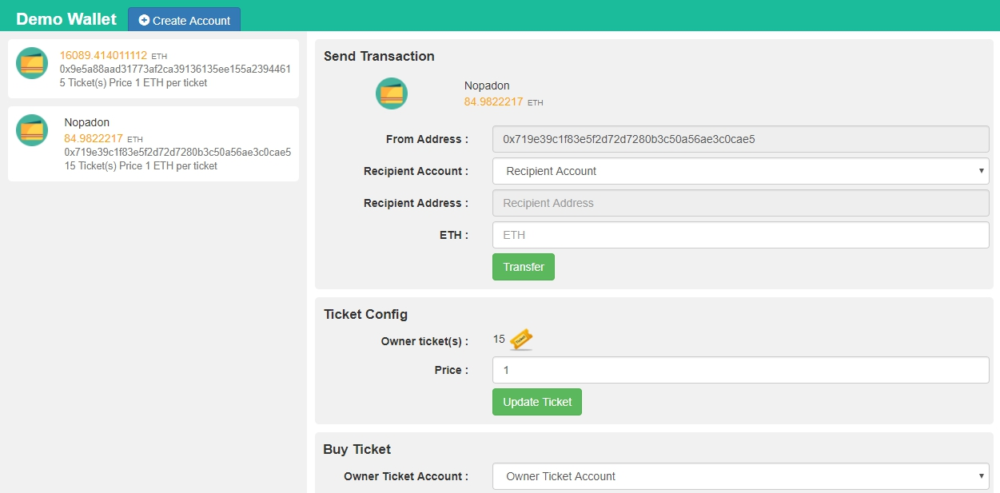 Demo Wallet
Create Account
16089.414011112 ETH
0x9e5a88aad31773af2ca39136135ee155a2394461
5 Ticket(s) Price 1 ETH per ticket
Nopadon
84.9822217 ETH
0x719e39c1f83e5f2d72d7280b3c50a56ae3c0cae5
15 Ticket(s) Price 1 ETH per ticket
Send Transaction
Nopadon
84.9822217 ETH
From Address : 0x719e39c1f83e5f2d72d7280b3c50a56ae3c0cae5
Recipient Account : Recipient Account
Recipient Address : Recipient Address
ETH : ETH
Transfer
Ticket Config
Owner ticket(s) : 15
Price : 1
Update Ticket
Buy Ticket
Owner Ticket Account : Owner Ticket Account